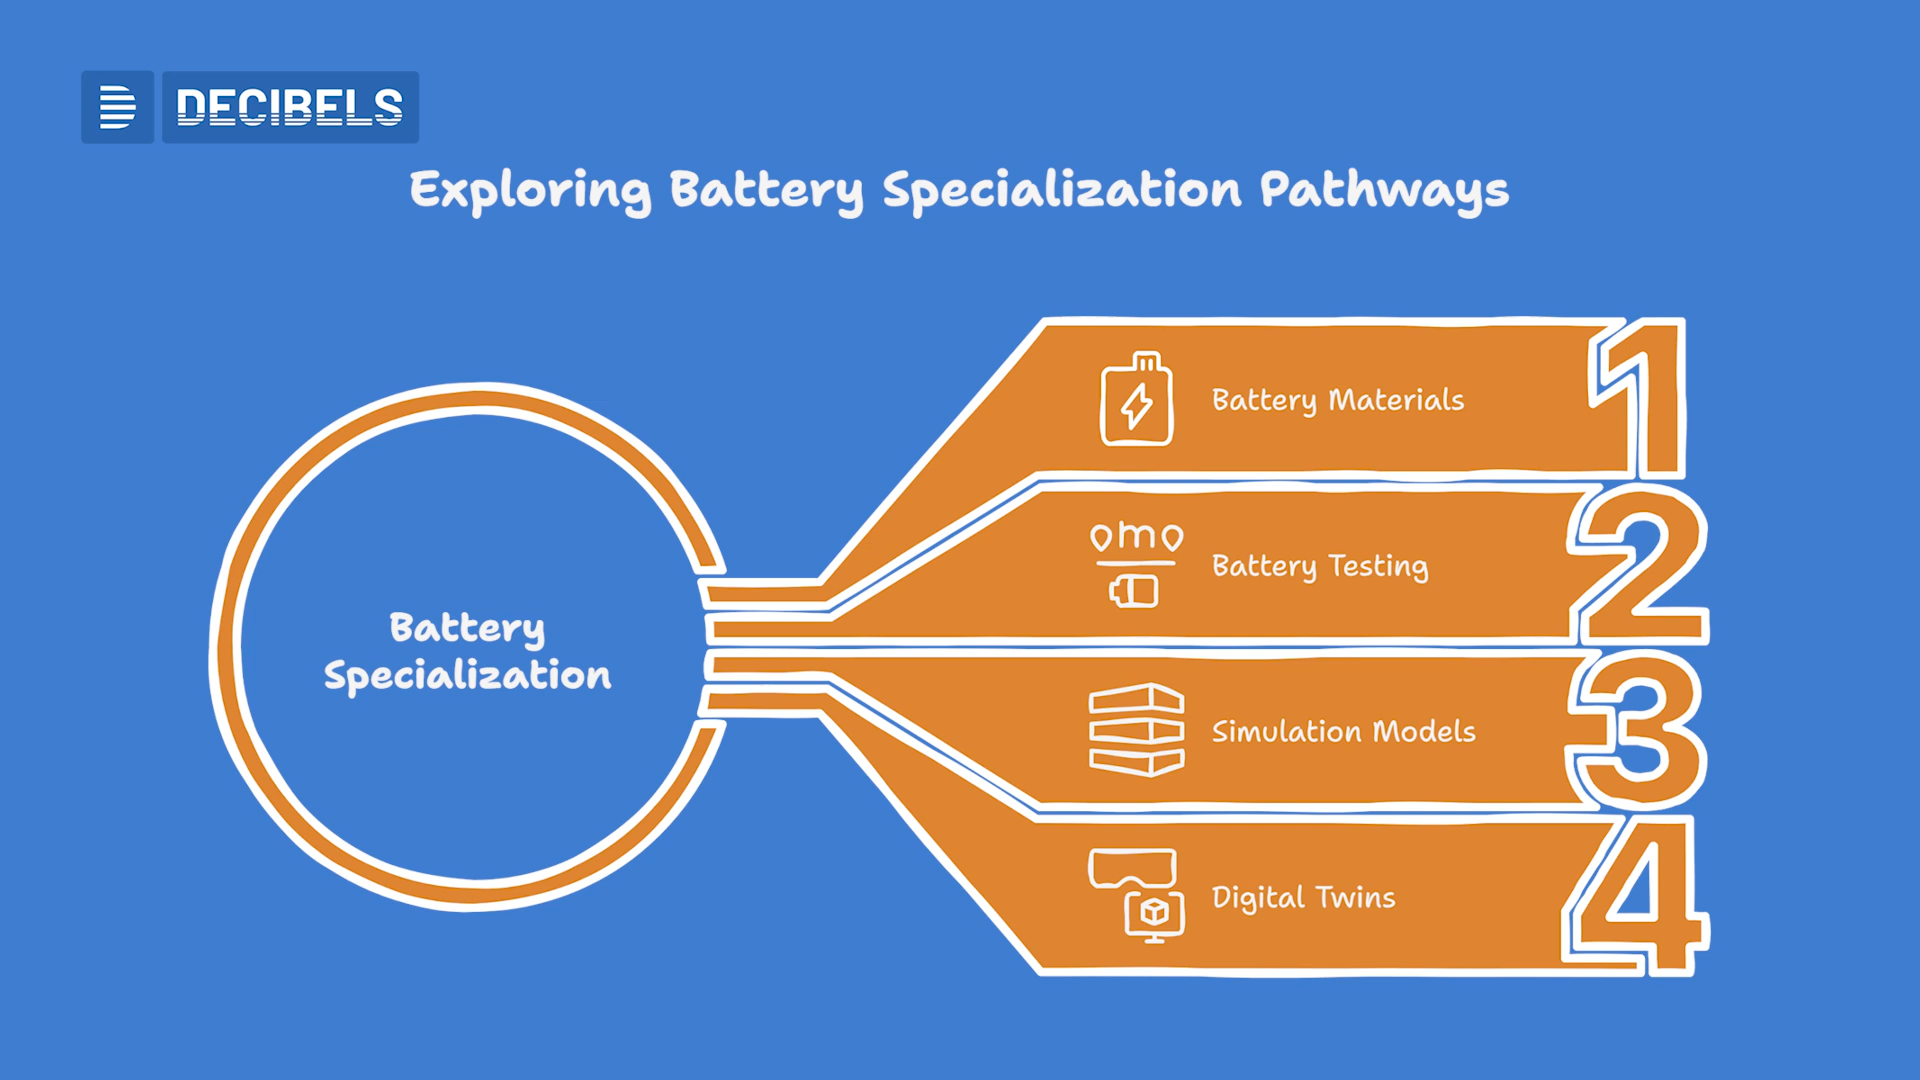 DECIBELS
Exploring Battery Specialization Pathways
Battery
Specialization
Battery Materials
1
omo
Battery Testing
2
Simulation Models
3
Digital Twins
4